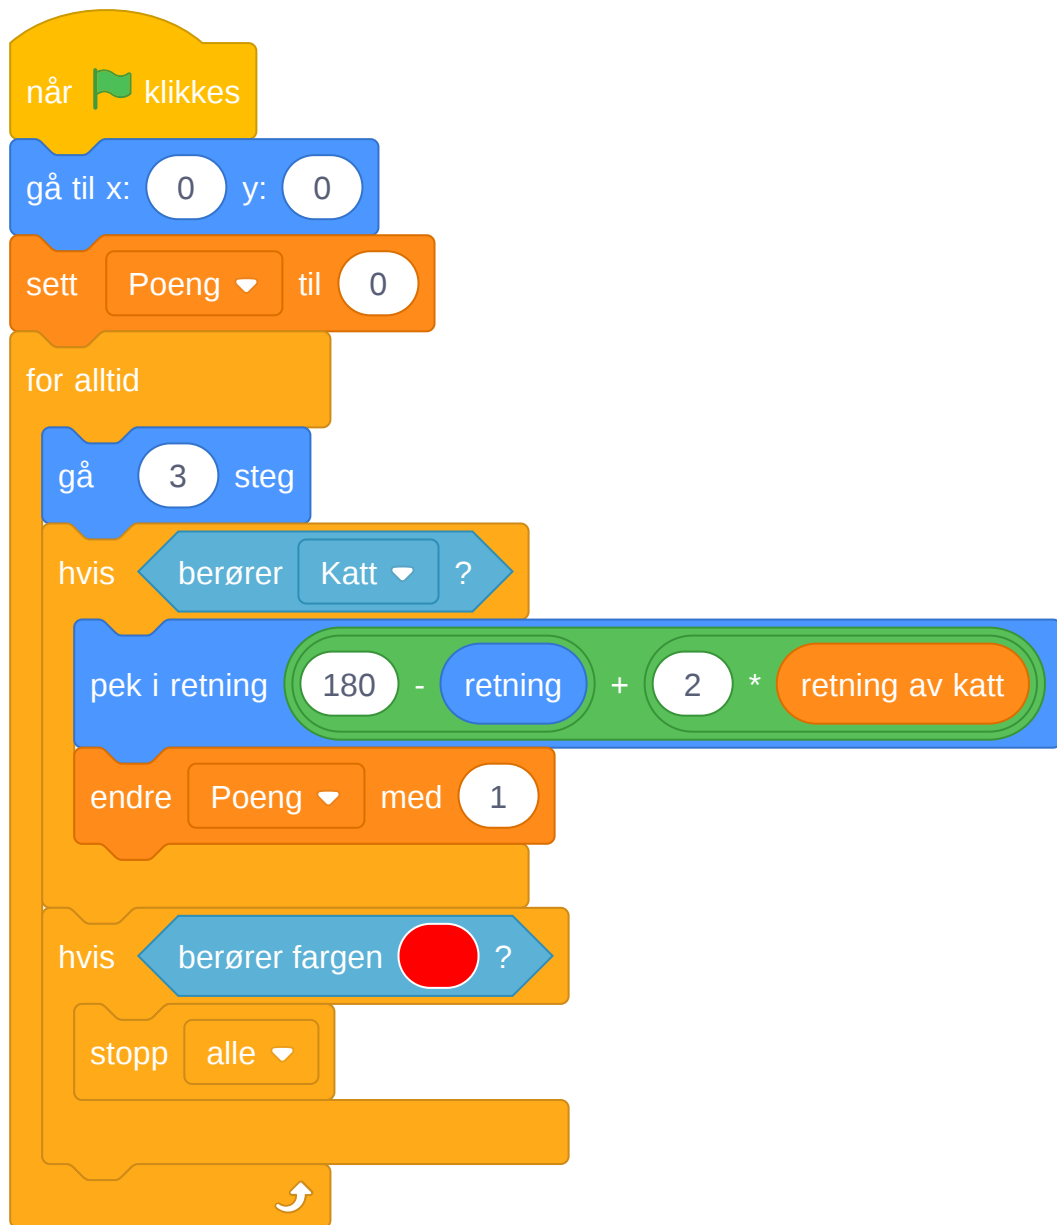 når klikkes
gå til x: 0 y: 0
sett Poeng til 0
for alltid
gå 3 steg
hvis berører Katt ?
pek i retning 180 - retning + 2 * retning av katt
endre Poeng med 1
hvis berører fargen ?
stopp alle